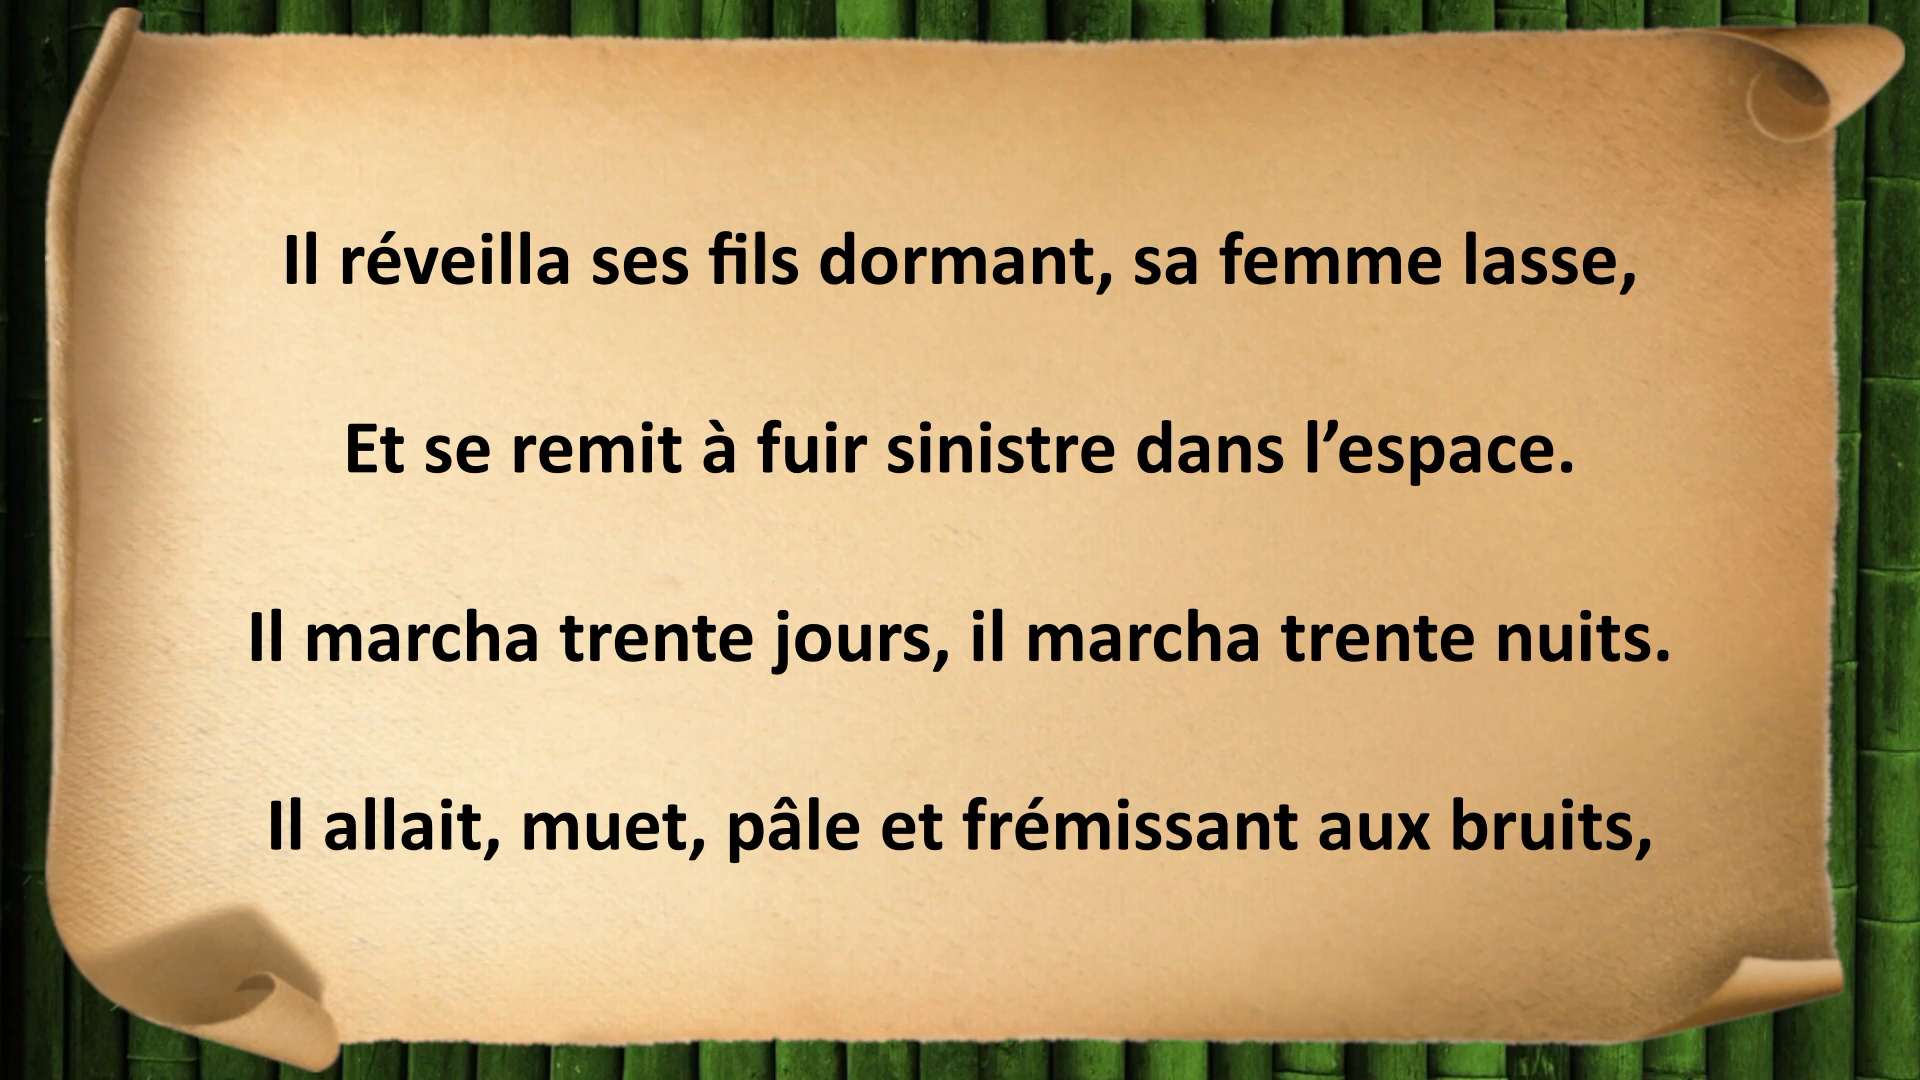 Il réveilla ses fils dormant, sa femme lasse,
Et se remit à fuir sinistre dans l’espace.
Il marcha trente jours, il marcha trente nuits.
Il allait, muet, pâle et frémissant aux bruits,